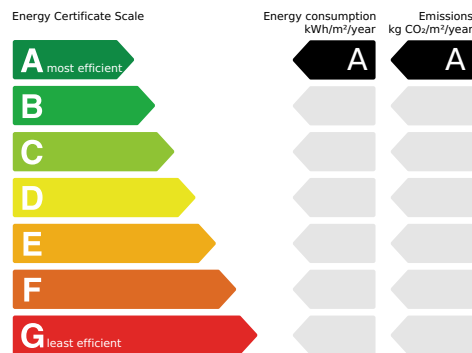 Energy Certificate Scale
Energy consumption
kWh/m²/year
Emissions
kg CO₂/m²/year
A most efficient
A
A
B
C
D
E
F
G least efficient